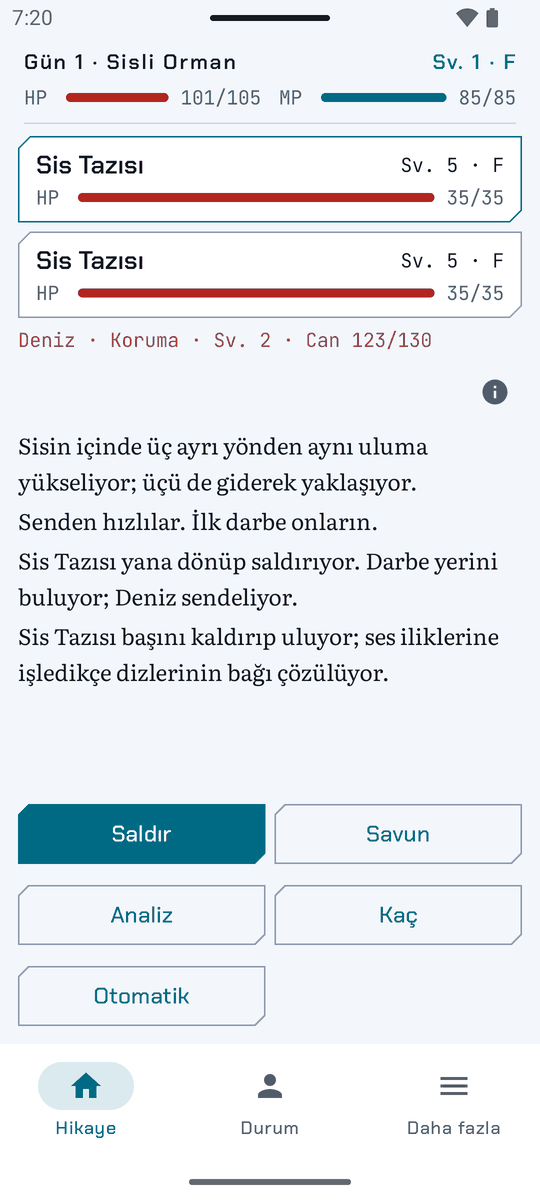 7:20
Gün 1 · Sisli Orman
Sv. 1 · F
HP 101/105 MP 85/85
Sis Tazısı
Sv. 5 · F
HP 35/35
Sis Tazısı
Sv. 5 · F
HP 35/35
Deniz · Koruma · Sv. 2 · Can 123/130
Sisin içinde üç ayrı yönden aynı uluma
yükseliyor; üçü de giderek yaklaşıyor.
Senden hızlılar. İlk darbe onların.
Sis Tazısı yana dönüp saldırıyor. Darbe yerini
buluyor; Deniz sendeliyor.
Sis Tazısı başını kaldırıp uluyor; ses iliklerine
işledikçe dizlerinin bağı çözülüyor.
Saldır
Savun
Analiz
Kaç
Otomatik
Hikaye
Durum
Daha fazla